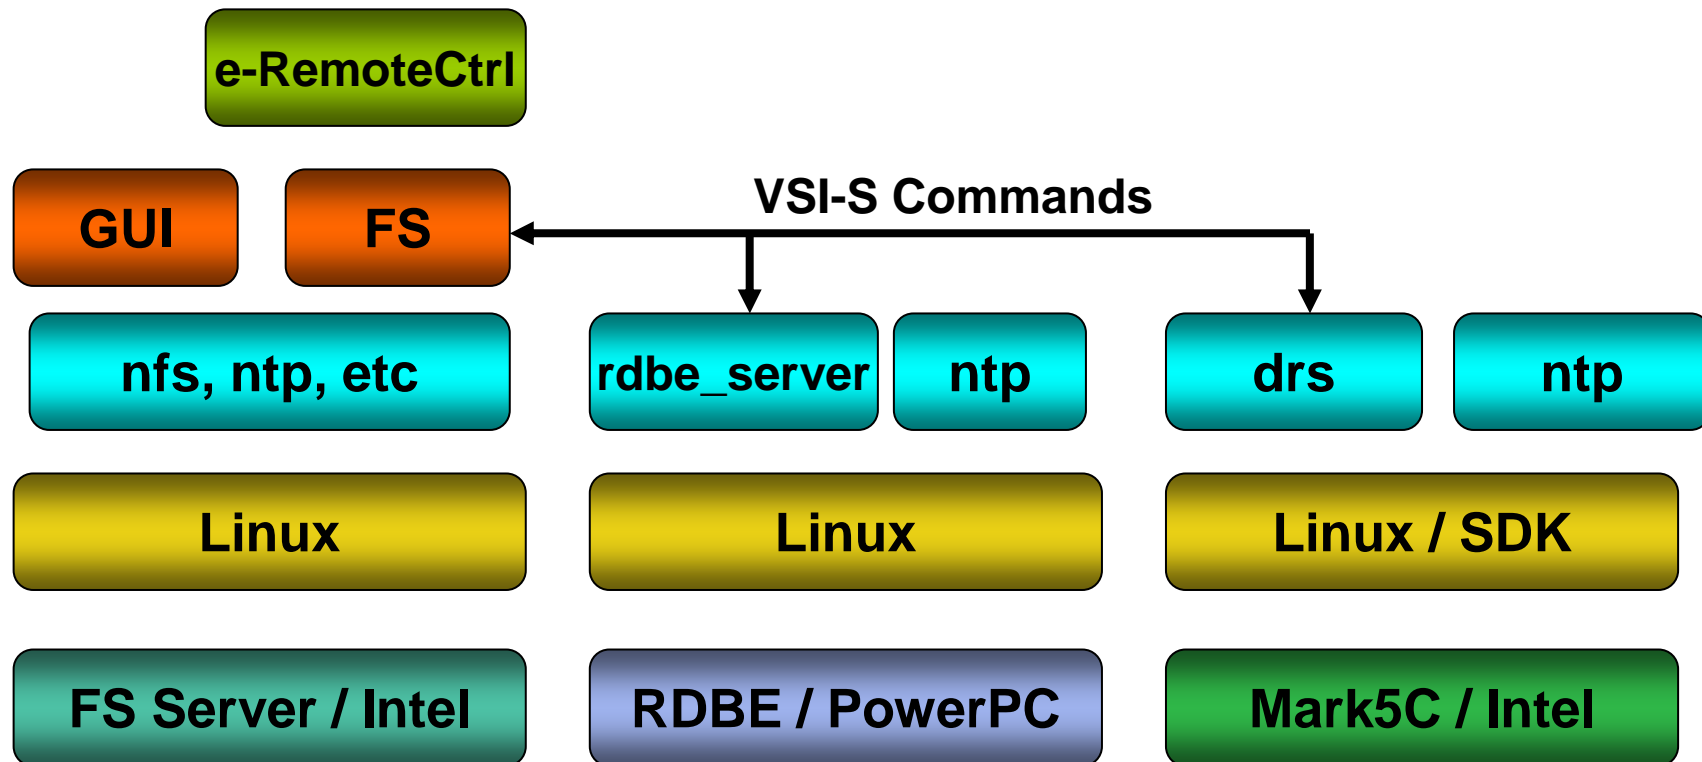 e-RemoteCtrl
GUI
FS
VSI-S Commands
nfs, ntp, etc
rdbe_server
ntp
drs
ntp
Linux
Linux
Linux / SDK
FS Server / Intel
RDBE / PowerPC
Mark5C / Intel